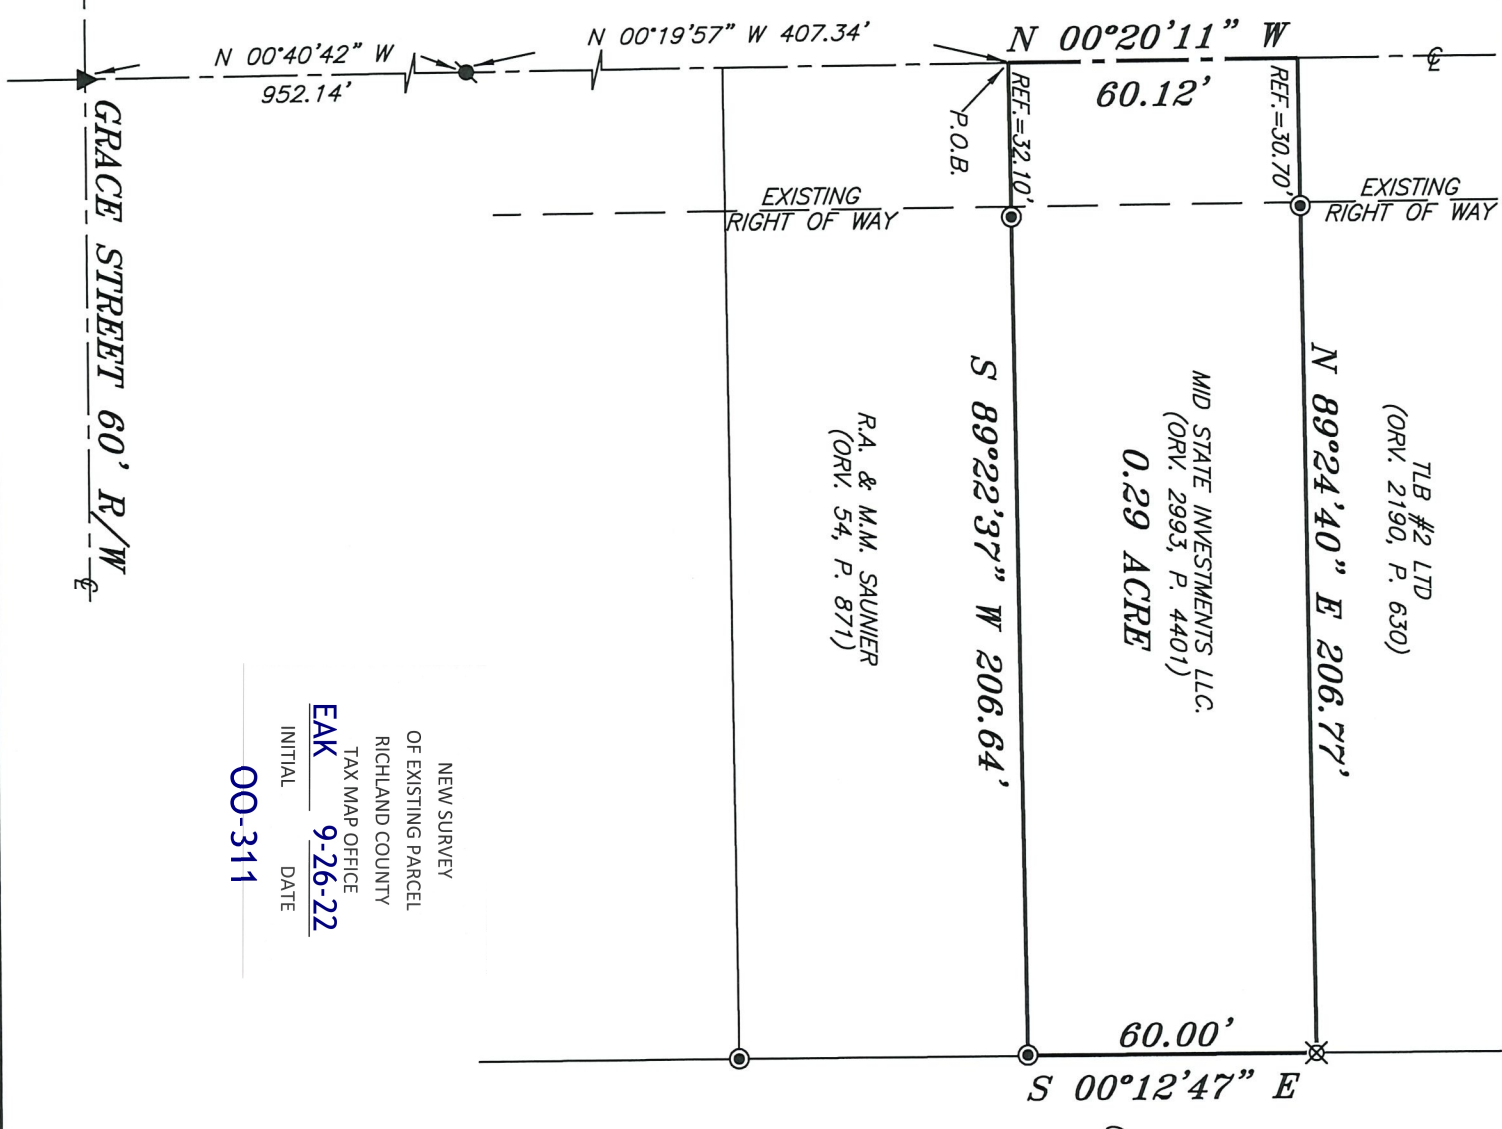 N 00°40'42" W
952.14'
N 00°19'57" W 407.34'
N 00°20'11" W
60.12'
℄
REF.=32.10'
REF.=30.70'
P.O.B.
EXISTING
RIGHT OF WAY
EXISTING
RIGHT OF WAY
GRACE STREET 60' R/W
℄
R.A. & M.M. SAUNIER
(ORV. 54, P. 871)
S 89°22'37" W 206.64'
MID STATE INVESTMENTS LLC.
(ORV. 2993, P. 4401)
0.29 ACRE
N 89°24'40" E 206.77'
TLB #2 LTD
(ORV. 2190, P. 630)
NEW SURVEY
OF EXISTING PARCEL
RICHLAND COUNTY
TAX MAP OFFICE
EAK 9-26-22
INITIAL DATE
OO-311
60.00'
S 00°12'47" E